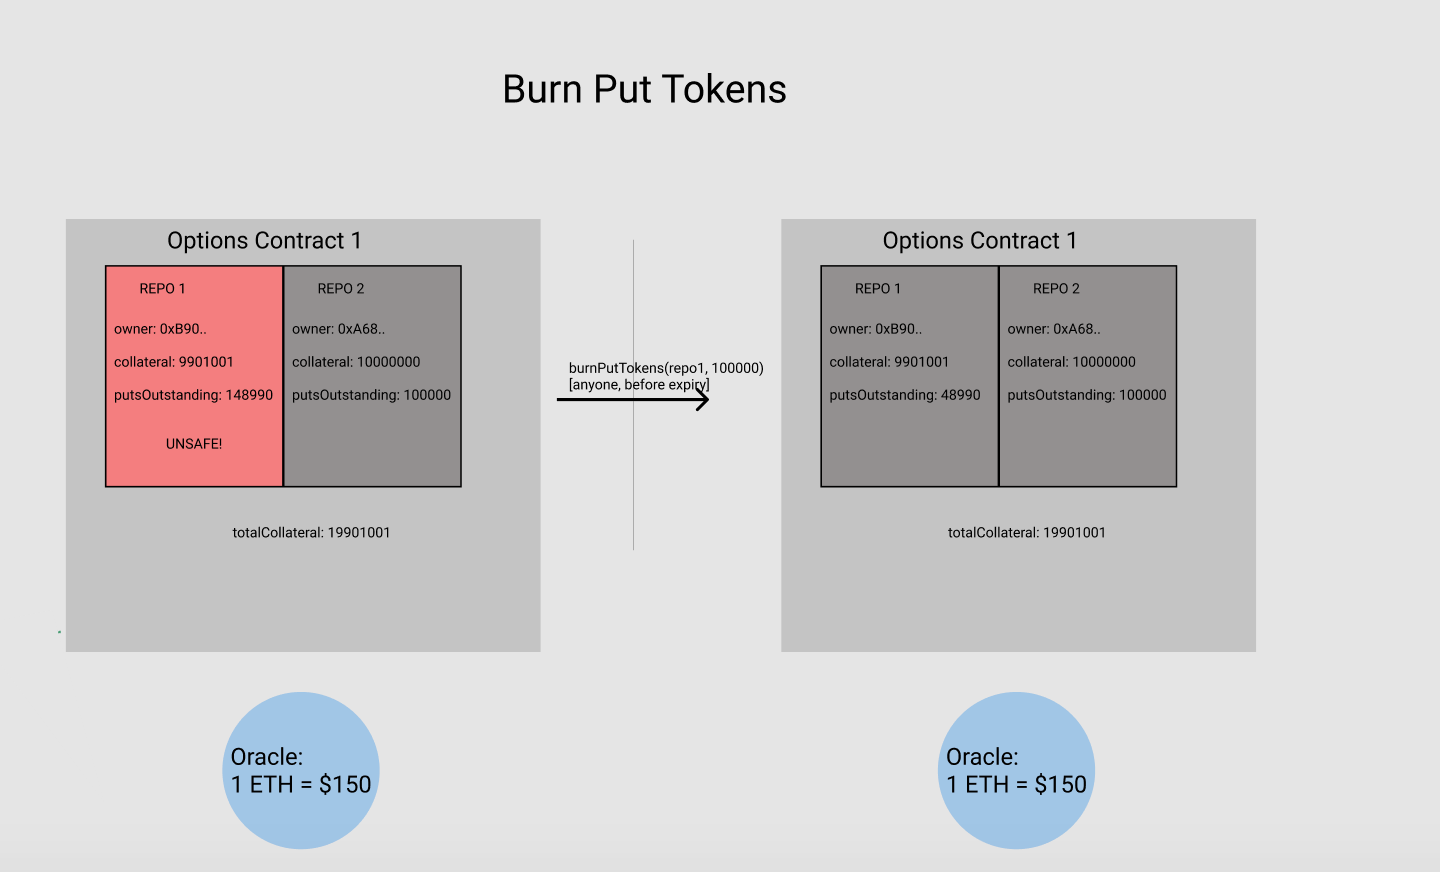 Burn Put Tokens
Options Contract 1
REPO 1
owner: 0xB90..
collateral: 9901001
putsOutstanding: 148990
UNSAFE!
REPO 2
owner: 0xA68..
collateral: 10000000
putsOutstanding: 100000
totalCollateral: 19901001
Oracle:
1 ETH = $150
burnPutTokens(repo1, 100000)
[anyone, before expiry]
Options Contract 1
REPO 1
owner: 0xB90..
collateral: 9901001
putsOutstanding: 48990
REPO 2
owner: 0xA68..
collateral: 10000000
putsOutstanding: 100000
totalCollateral: 19901001
Oracle:
1 ETH = $150